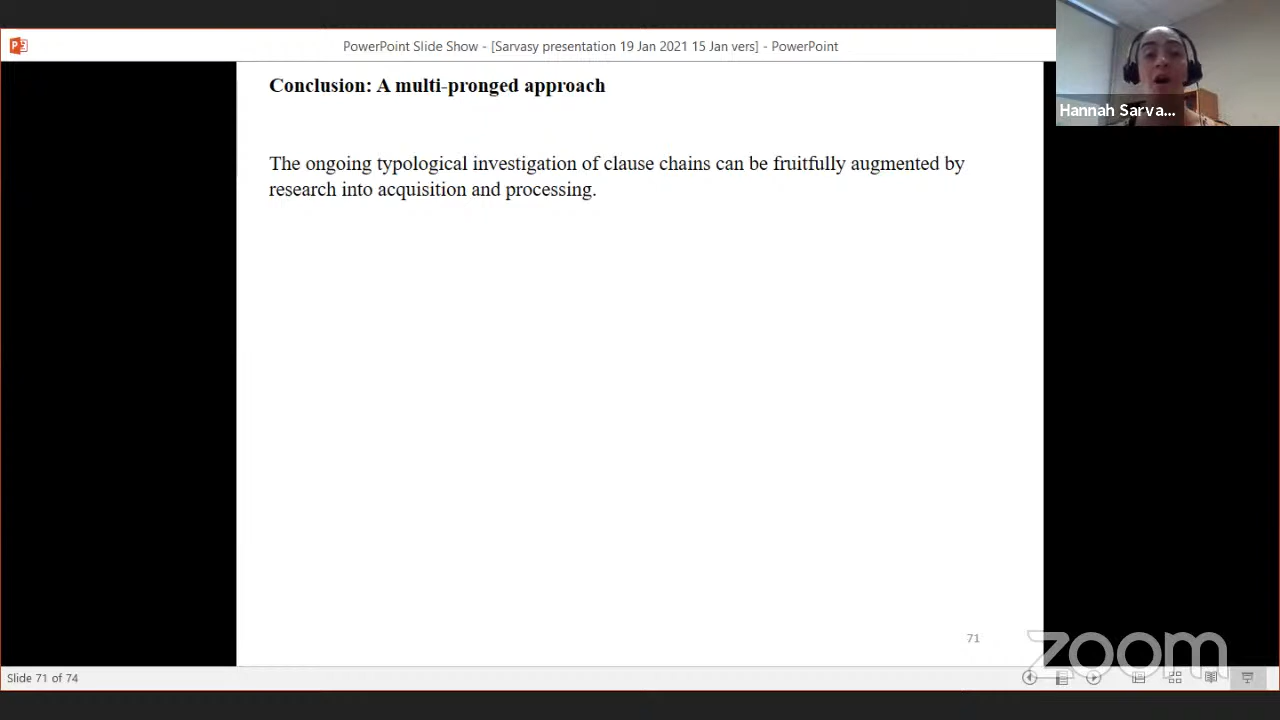 PowerPoint Slide Show - [Sarvasy presentation 19 Jan 2021 15 Jan vers] - PowerPoint
Hannah Sarva...
Conclusion: A multi-pronged approach
The ongoing typological investigation of clause chains can be fruitfully augmented by
research into acquisition and processing.
71
zoom
Slide 71 of 74